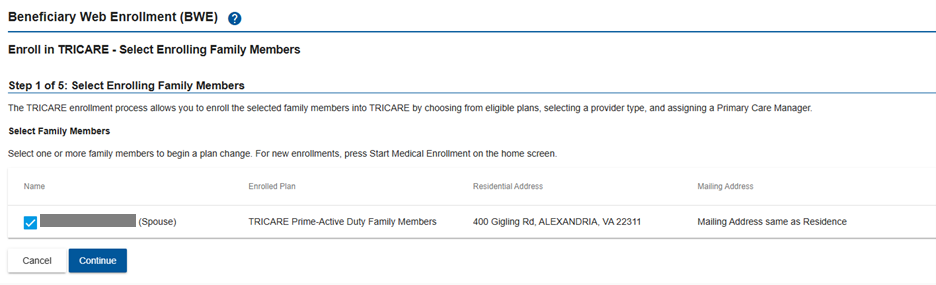 Beneficiary Web Enrollment (BWE) ?
Enroll in TRICARE - Select Enrolling Family Members
Step 1 of 5: Select Enrolling Family Members
The TRICARE enrollment process allows you to enroll the selected family members into TRICARE by choosing from eligible plans, selecting a provider type, and assigning a Primary Care Manager.
Select Family Members
Select one or more family members to begin a plan change. For new enrollments, press Start Medical Enrollment on the home screen.
Name Enrolled Plan Residential Address Mailing Address
(Spouse) TRICARE Prime-Active Duty Family Members 400 Gigling Rd, ALEXANDRIA, VA 22311 Mailing Address same as Residence
Cancel Continue